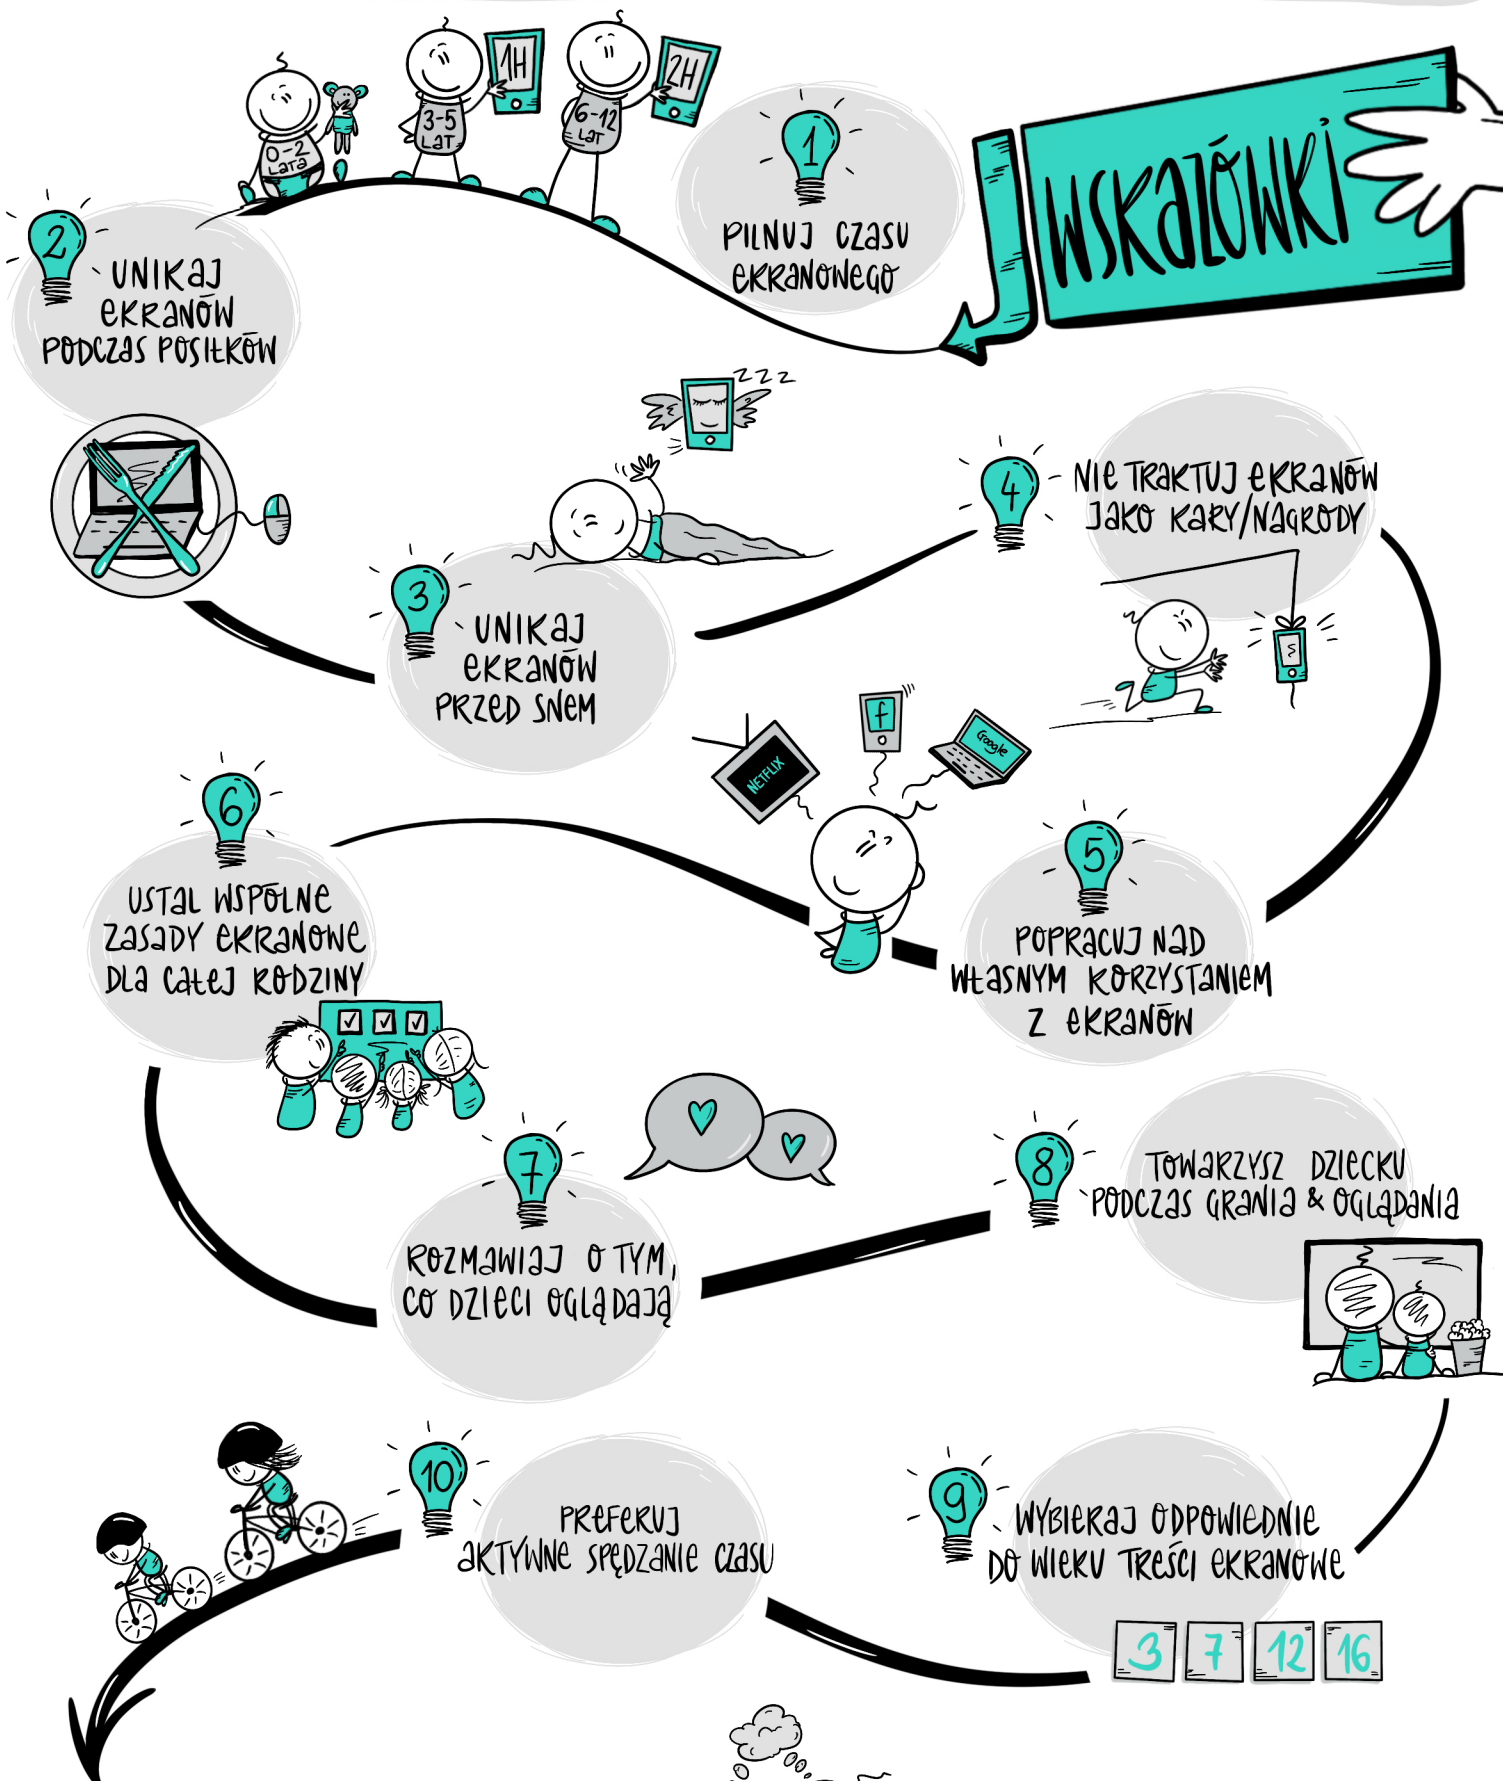 WSKAZÓWKI
1
PILNUJ CZASU
EKRANOWEGO
6-12
LAT
2H
3-5
LAT
1H
0-2
LATA
2
UNIKAJ
EKRANÓW
PODCZAS POSIŁKÓW
3
UNIKAJ
EKRANÓW
PRZED SNEM
Z Z Z
4
NIE TRAKTUJ EKRANÓW
JAKO KARY/NAGRODY
5
POPRACUJ NAD
WŁASNYM KORZYSTANIEM
Z EKRANÓW
NETFLIX
f
Google
6
USTAL WSPÓLNE
ZASADY EKRANOWE
DLA CAŁEJ RODZINY
7
ROZMAWIAJ O TYM,
CO DZIECI OGLĄDAJĄ
8
TOWARZYSZ DZIECKU
PODCZAS GRANIA & OGLĄDANIA
9
WYBIERAJ ODPOWIEDNIE
DO WIEKU TREŚCI EKRANOWE
3 7 12 16
10
PREFERUJ
AKTYWNE SPĘDZANIE CZASU